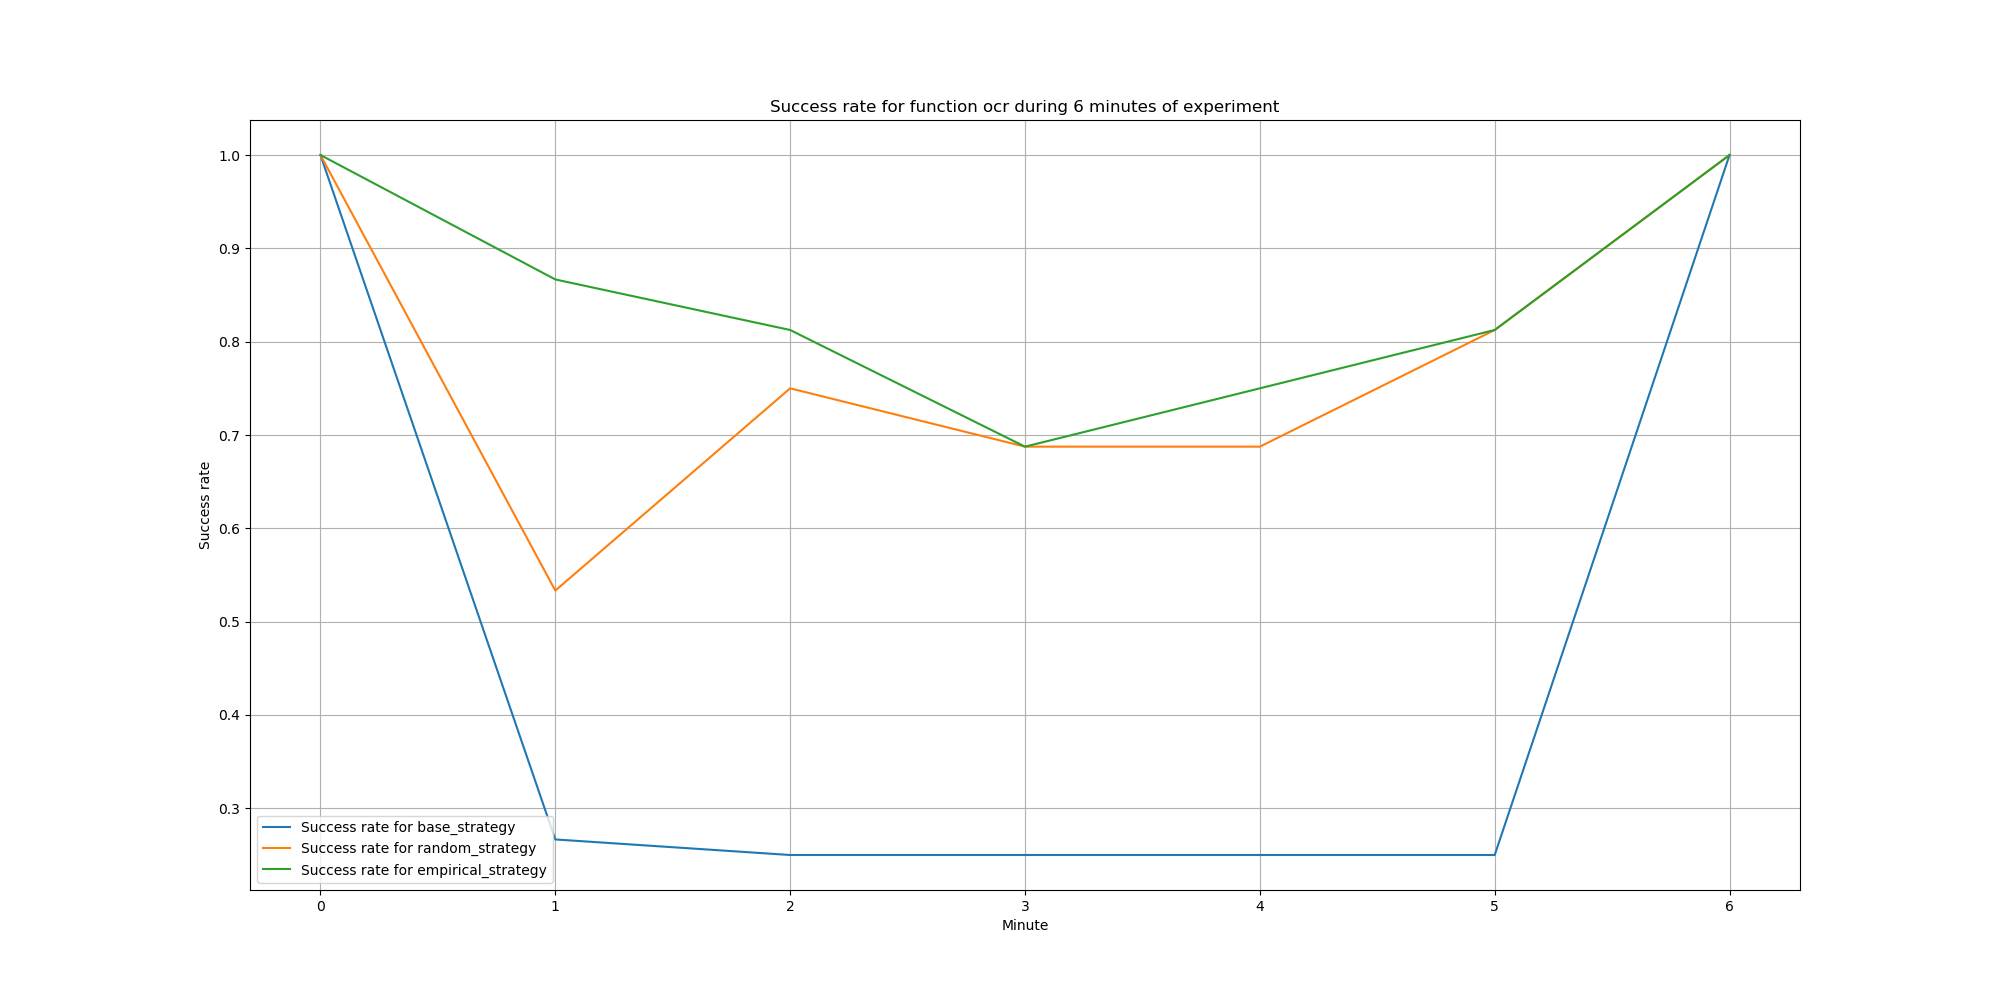 Success rate for function ocr during 6 minutes of experiment
Success rate
1.0
0.9
0.8
0.7
0.6
0.5
0.4
0.3
Success rate for base_strategy
Success rate for random_strategy
Success rate for empirical_strategy
0 1 2 3 4 5 6
Minute